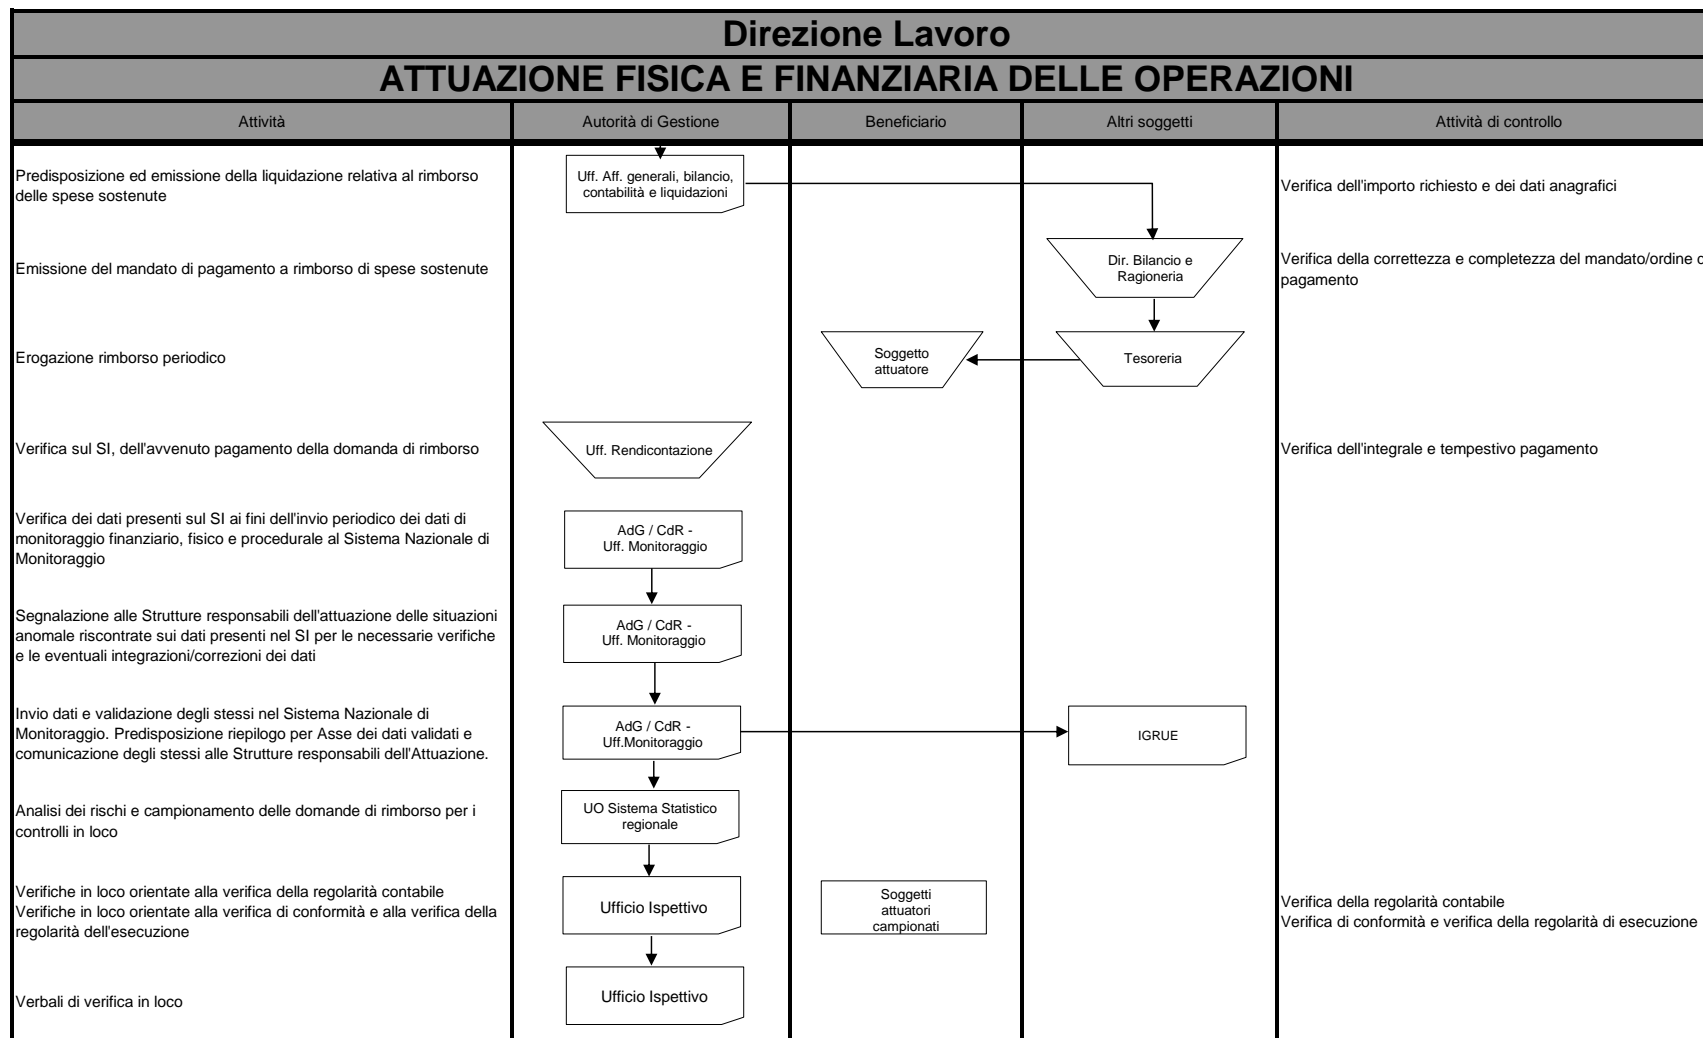 Direzione Lavoro
ATTUAZIONE FISICA E FINANZIARIA DELLE OPERAZIONI
Attività
Autorità di Gestione
Beneficiario
Altri soggetti
Attività di controllo
Predisposizione ed emissione della liquidazione relativa al rimborso
delle spese sostenute
Uff. Aff. generali, bilancio,
contabilità e liquidazioni
Verifica dell'importo richiesto e dei dati anagrafici
Emissione del mandato di pagamento a rimborso di spese sostenute
Dir. Bilancio e
Ragioneria
Verifica della correttezza e completezza del mandato/ordine
pagamento
Erogazione rimborso periodico
Soggetto
attuatore
Tesoreria
Verifica sul SI, dell'avvenuto pagamento della domanda di rimborso
Uff. Rendicontazione
Verifica dell'integrale e tempestivo pagamento
Verifica dei dati presenti sul SI ai fini dell'invio periodico dei dati di
monitoraggio finanziario, fisico e procedurale al Sistema Nazionale di
Monitoraggio
AdG / CdR -
Uff. Monitoraggio
Segnalazione alle Strutture responsabili dell'attuazione delle situazioni
anomale riscontrate sui dati presenti nel SI per le necessarie verifiche
e le eventuali integrazioni/correzioni dei dati
AdG / CdR -
Uff. Monitoraggio
Invio dati e validazione degli stessi nel Sistema Nazionale di
Monitoraggio. Predisposizione riepilogo per Asse dei dati validati e
comunicazione degli stessi alle Strutture responsabili dell'Attuazione.
AdG / CdR -
Uff.Monitoraggio
IGRUE
Analisi dei rischi e campionamento delle domande di rimborso per i
controlli in loco
UO Sistema Statistico
regionale
Verifiche in loco orientate alla verifica della regolarità contabile
Verifiche in loco orientate alla verifica di conformità e alla verifica della
regolarità dell'esecuzione
Ufficio Ispettivo
Soggetti
attuatori
campionati
Verifica della regolarità contabile
Verifica di conformità e verifica della regolarità di esecuzione
Verbali di verifica in loco
Ufficio Ispettivo